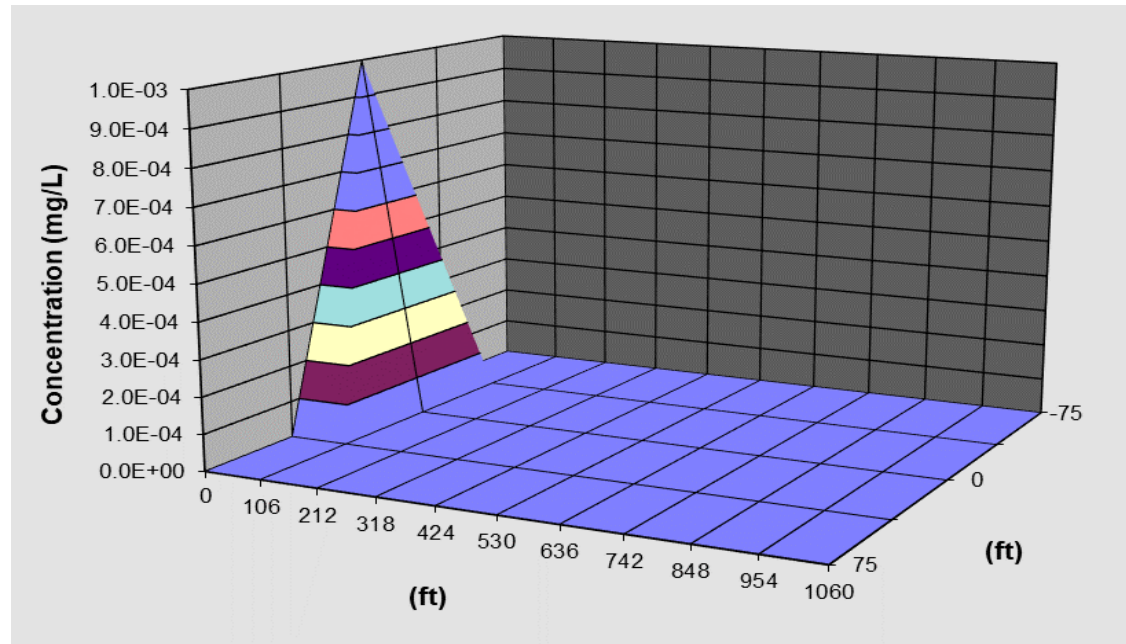 Concentration (mg/L)
1.0E-03
9.0E-04
8.0E-04
7.0E-04
6.0E-04
5.0E-04
4.0E-04
3.0E-04
2.0E-04
1.0E-04
0.0E+00
0
106
212
318
424
530
636
742
848
954
1060
(ft)
-75
0
75
(ft)